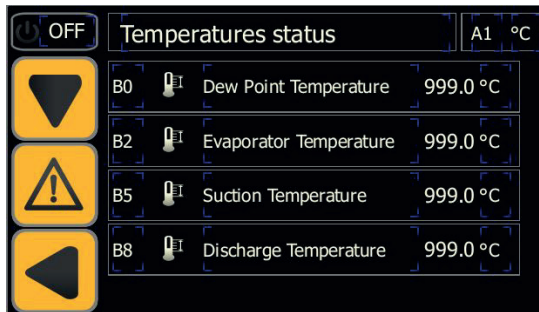 OFF Temperatures status A1 °C
B0 Dew Point Temperature 999.0 °C
B2 Evaporator Temperature 999.0 °C
B5 Suction Temperature 999.0 °C
B8 Discharge Temperature 999.0 °C